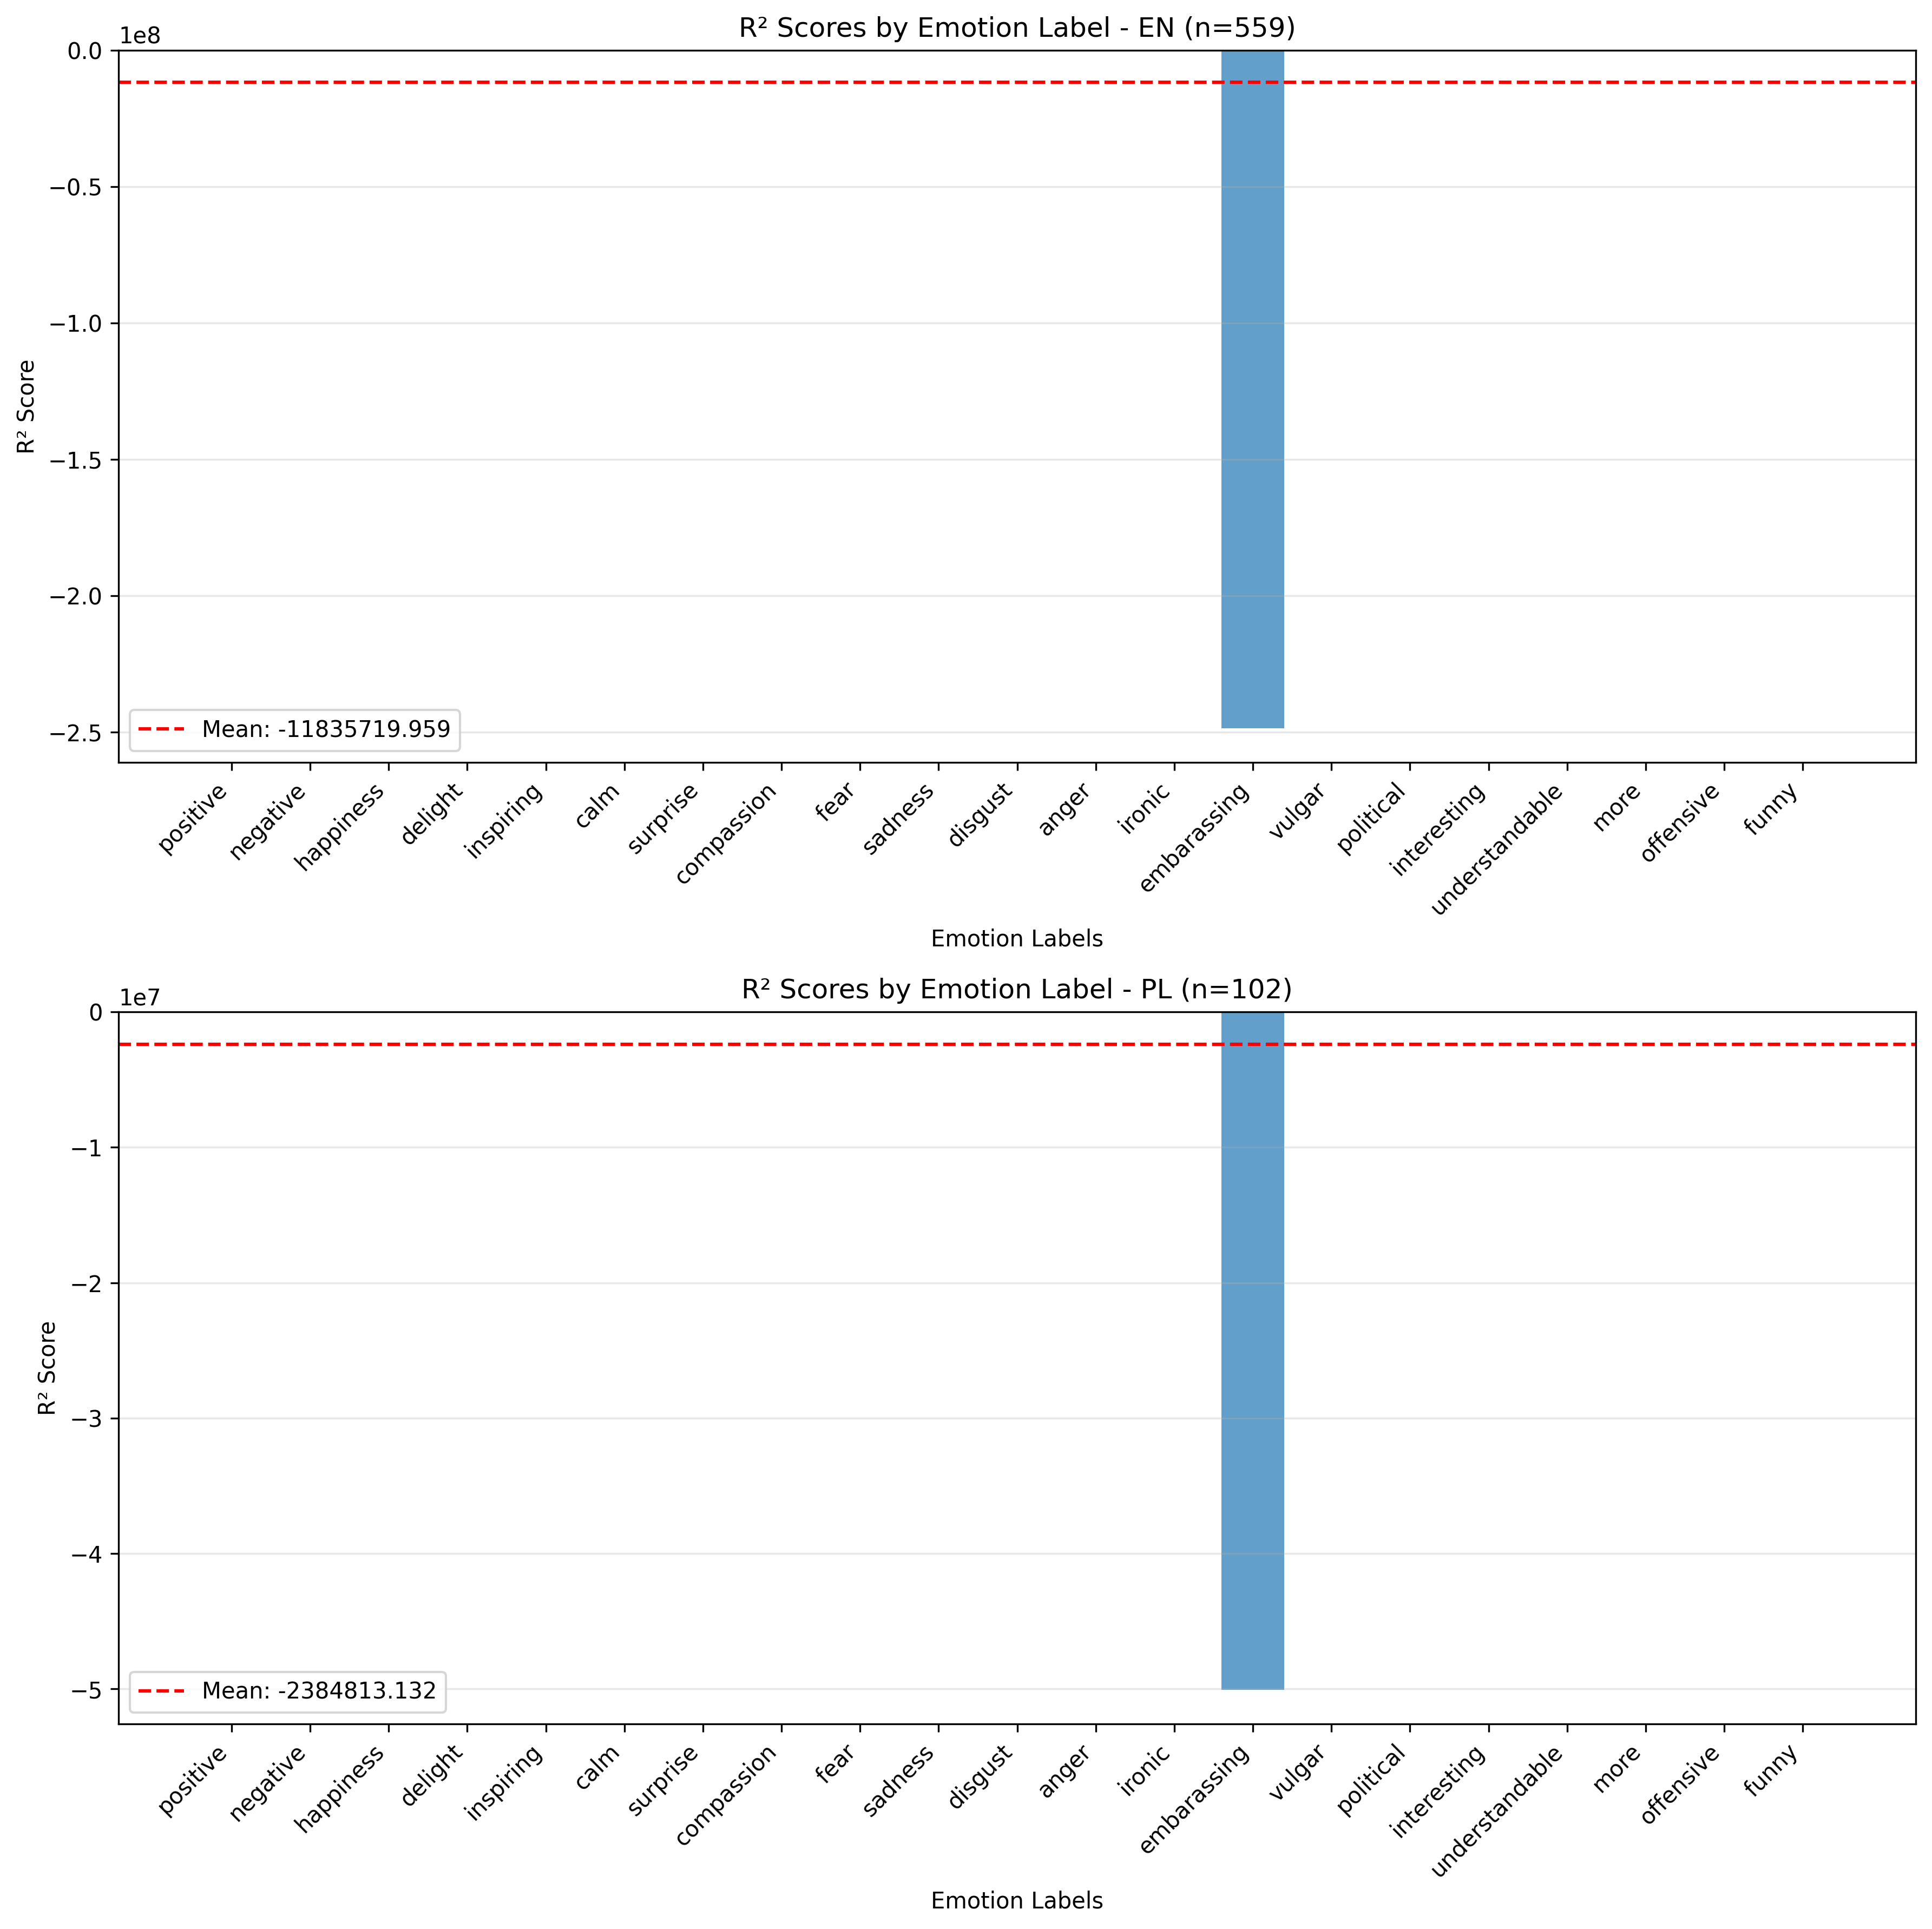 R² Scores by Emotion Label - EN (n=559)
1e8
0.0
−0.5
−1.0
−1.5
−2.0
−2.5
R² Score
Mean: -11835719.959
positive
negative
happiness
delight
inspiring
calm
surprise
compassion
fear
sadness
disgust
anger
ironic
embarassing
vulgar
political
interesting
understandable
more
offensive
funny
Emotion Labels
R² Scores by Emotion Label - PL (n=102)
1e7
0
−1
−2
−3
−4
−5
R² Score
Mean: -2384813.132
positive
negative
happiness
delight
inspiring
calm
surprise
compassion
fear
sadness
disgust
anger
ironic
embarassing
vulgar
political
interesting
understandable
more
offensive
funny
Emotion Labels